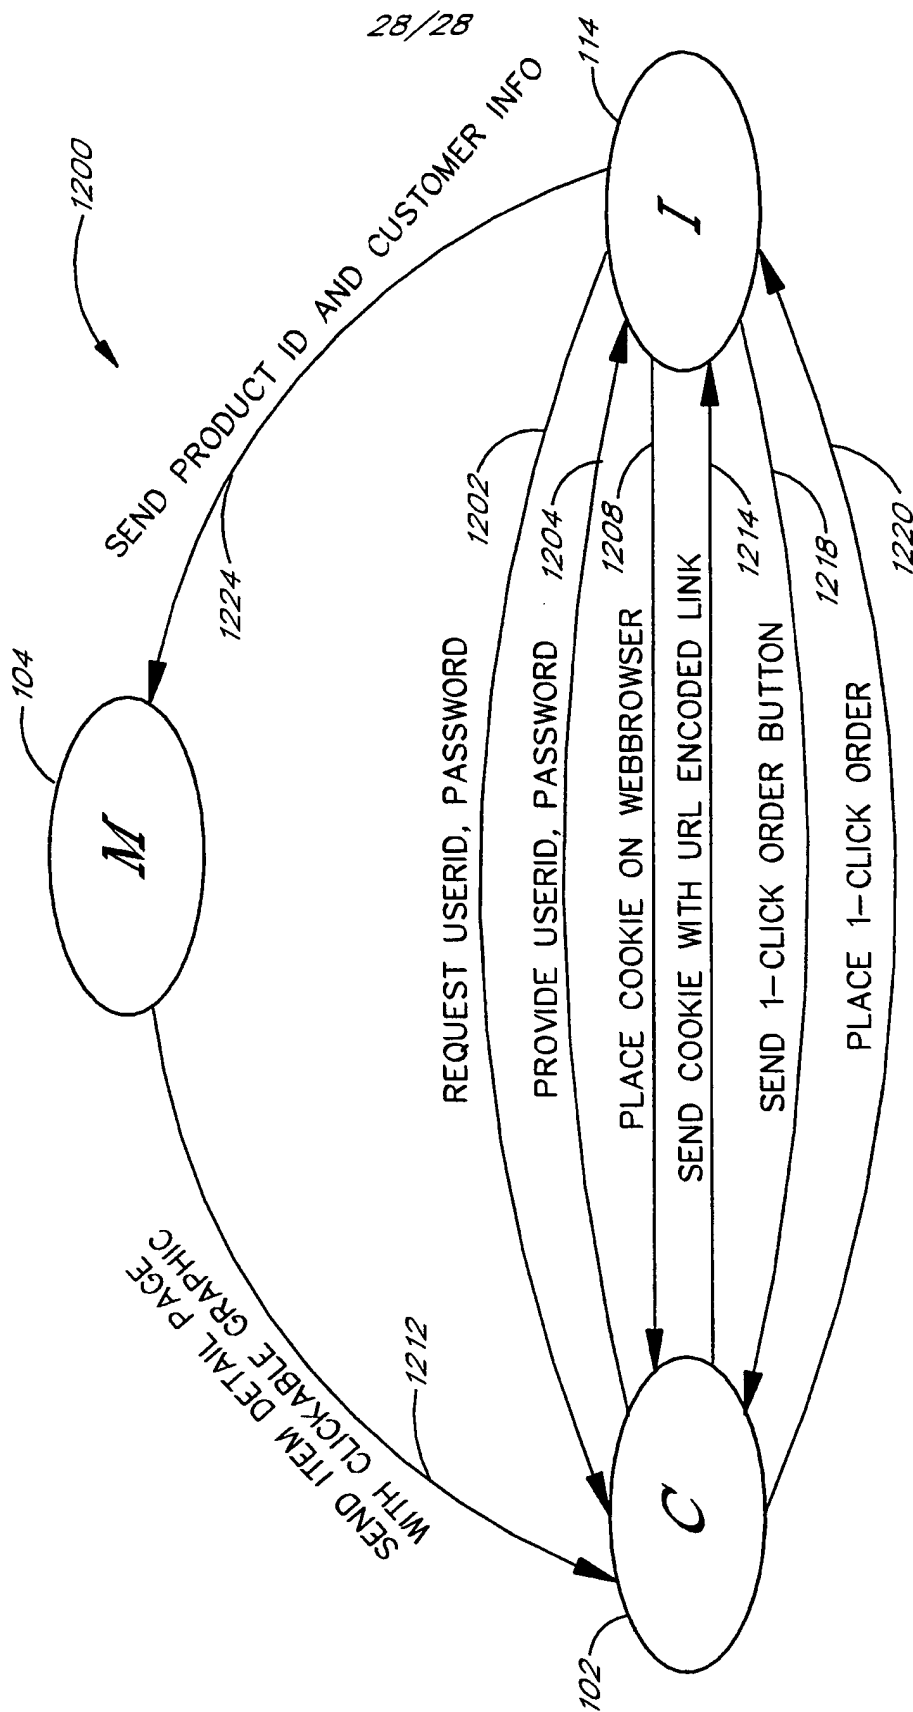 28/28
1200
104
M
SEND PRODUCT ID AND CUSTOMER INFO
1224
SEND ITEM DETAIL PAGE
WITH CLICKABLE GRAPHIC
1212
114
I
102
C
REQUEST USERID, PASSWORD
1202
PROVIDE USERID, PASSWORD
1204
PLACE COOKIE ON WEBBROWSER
1208
SEND COOKIE WITH URL ENCODED LINK
1214
SEND 1-CLICK ORDER BUTTON
1218
PLACE 1-CLICK ORDER
1220